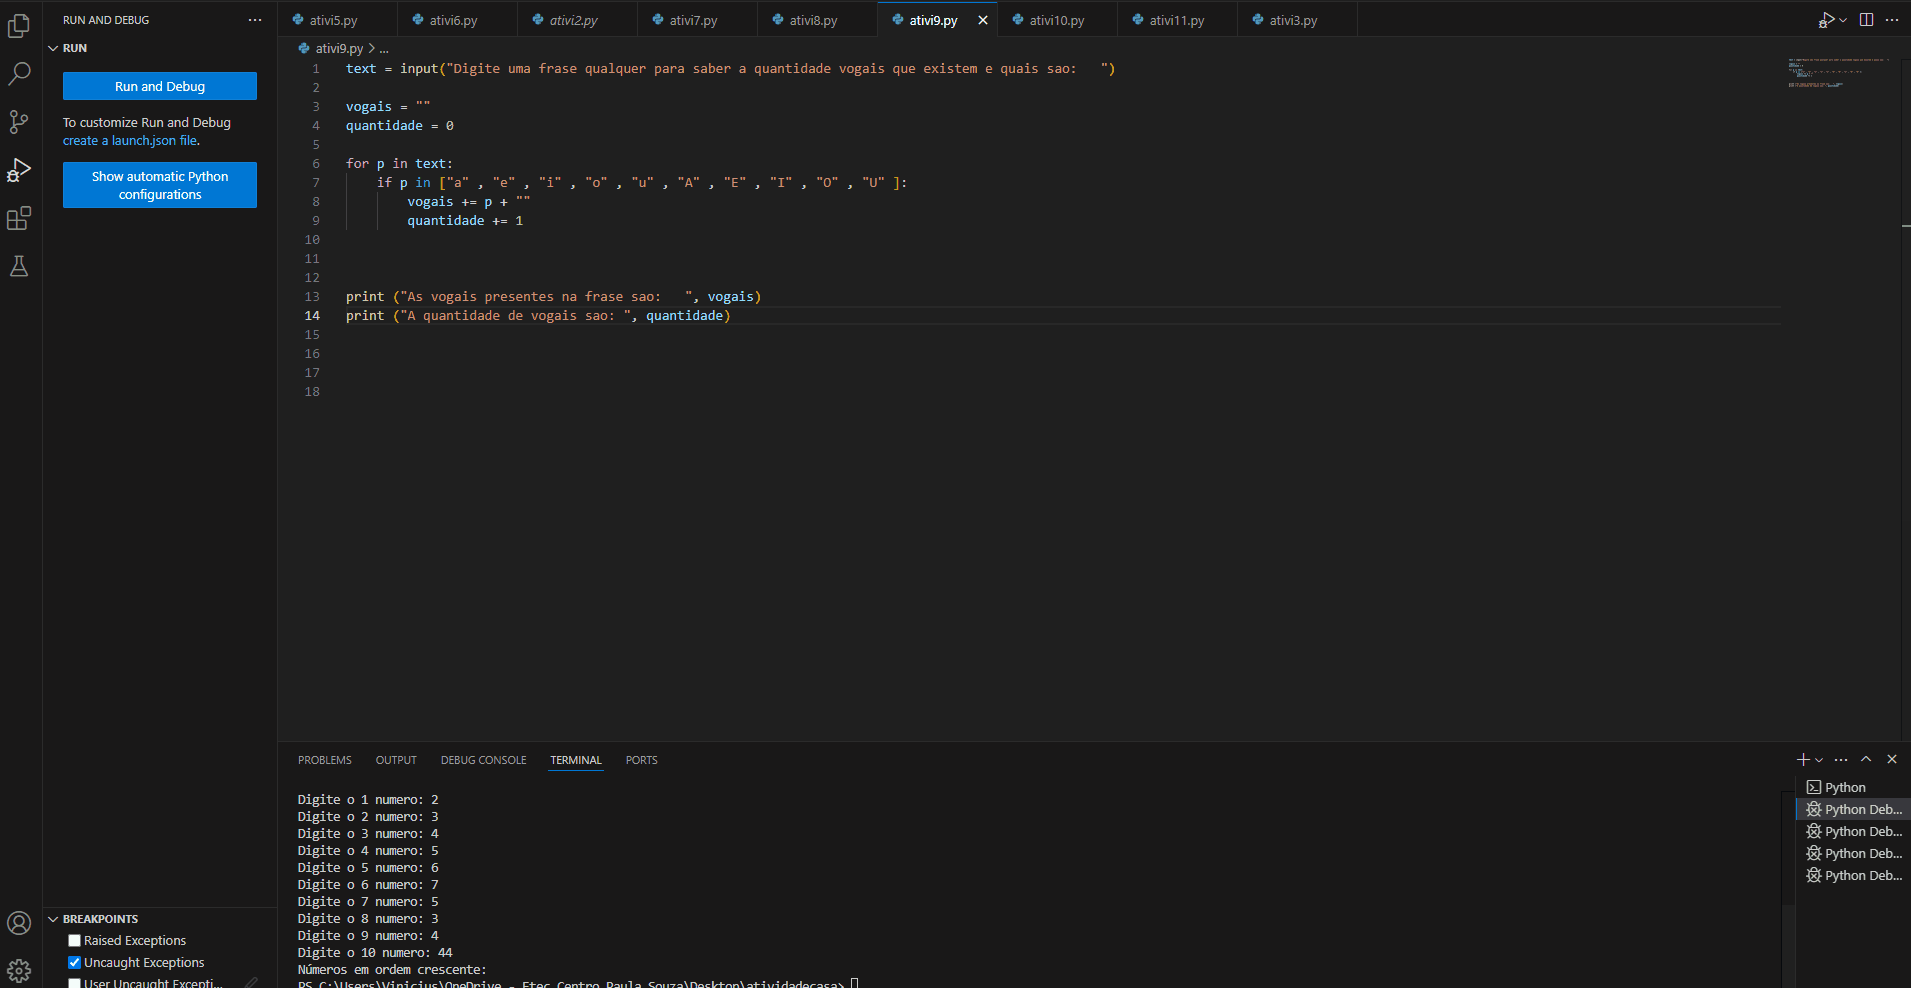 RUN AND DEBUG
RUN
Run and Debug
To customize Run and Debug
create a launch.json file.
Show automatic Python
configurations
BREAKPOINTS
Raised Exceptions
Uncaught Exceptions
User Uncaught Excepti...
ativi5.py ativi6.py ativi2.py ativi7.py ativi8.py ativi9.py ativi10.py ativi11.py ativi3.py
ativi9.py > ...
1 text = input("Digite uma frase qualquer para saber a quantidade vogais que existem e quais sao:   ")
2
3 vogais = ""
4 quantidade = 0
5
6 for p in text:
7     if p in ["a" , "e" , "i" , "o" , "u" , "A" , "E" , "I" , "O" , "U" ]:
8         vogais += p + ""
9         quantidade += 1
10
11
12
13 print ("As vogais presentes na frase sao:   ", vogais)
14 print ("A quantidade de vogais sao: ", quantidade)
15
16
17
18
PROBLEMS OUTPUT DEBUG CONSOLE TERMINAL PORTS
Digite o 1 numero: 2
Digite o 2 numero: 3
Digite o 3 numero: 4
Digite o 4 numero: 5
Digite o 5 numero: 6
Digite o 6 numero: 7
Digite o 7 numero: 5
Digite o 8 numero: 3
Digite o 9 numero: 4
Digite o 10 numero: 44
Números em ordem crescente:
PS C:\Users\Vinicius\OneDrive - Etec Centro Paula Souza\Desktop\atividadecasa>
Python
Python Deb...
Python Deb...
Python Deb...
Python Deb...